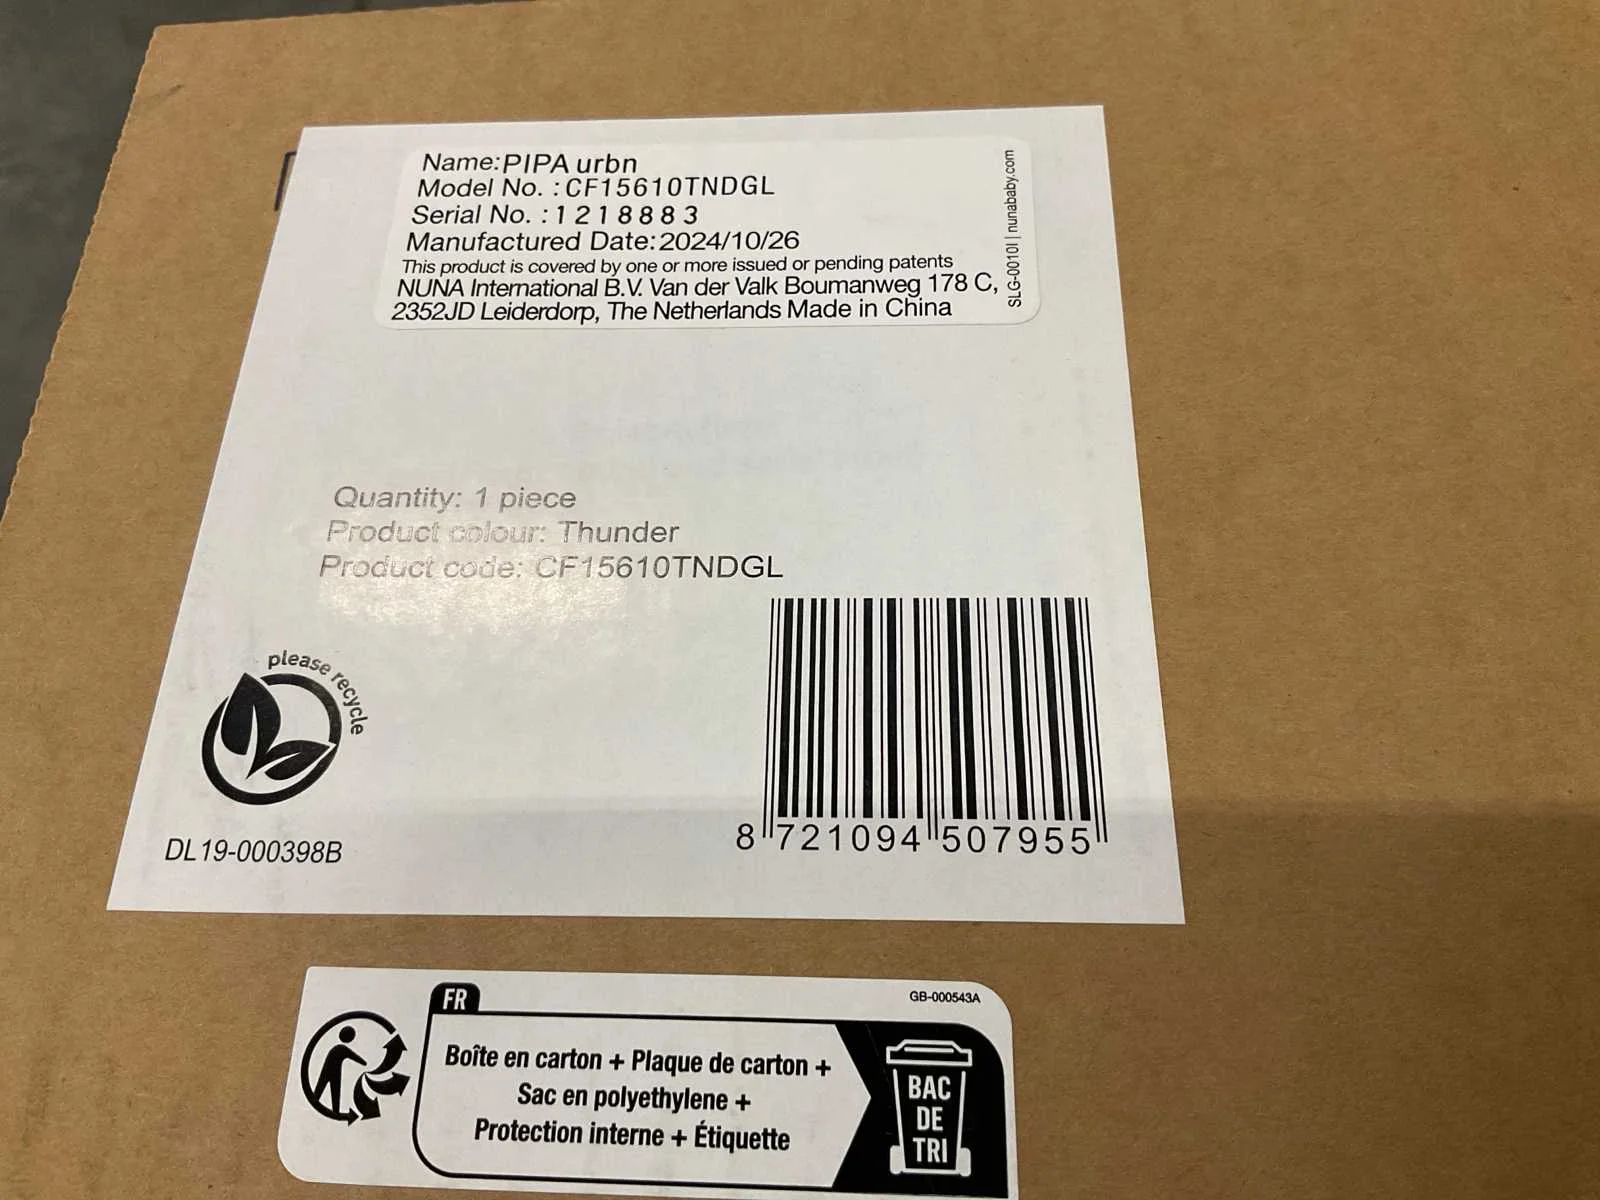 Name:PIPA urbn
Model No. :CF15610TNDGL
Serial No. :1218883
Manufactured Date:2024/10/26
This product is covered by one or more issued or pending patents
NUNA International B.V. Van der Valk Boumanweg 178 C,
2352JD Leiderdorp, The Netherlands Made in China
SLG-0010I | nunababy.com
Quantity: 1 piece
Product colour: Thunder
Product code: CF15610TNDGL
please recycle
DL19-000398B
8 721094 507955
FR
GB-000543A
Boîte en carton + Plaque de carton +
Sac en polyethylene +
Protection interne + Étiquette
BAC
DE
TRI